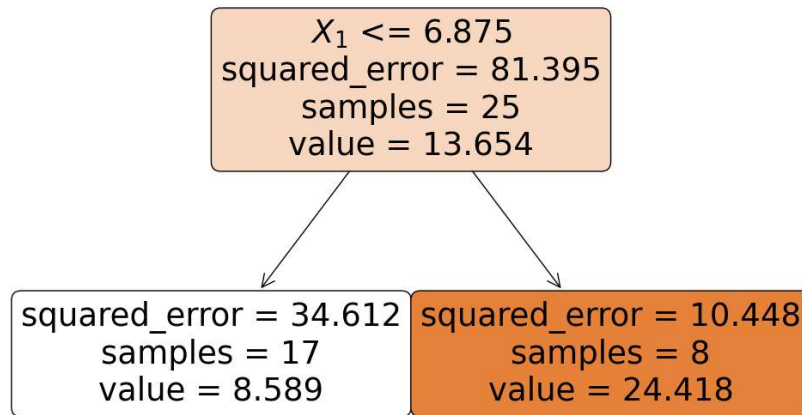 X₁ <= 6.875
squared_error = 81.395
samples = 25
value = 13.654
squared_error = 34.612
samples = 17
value = 8.589
squared_error = 10.448
samples = 8
value = 24.418